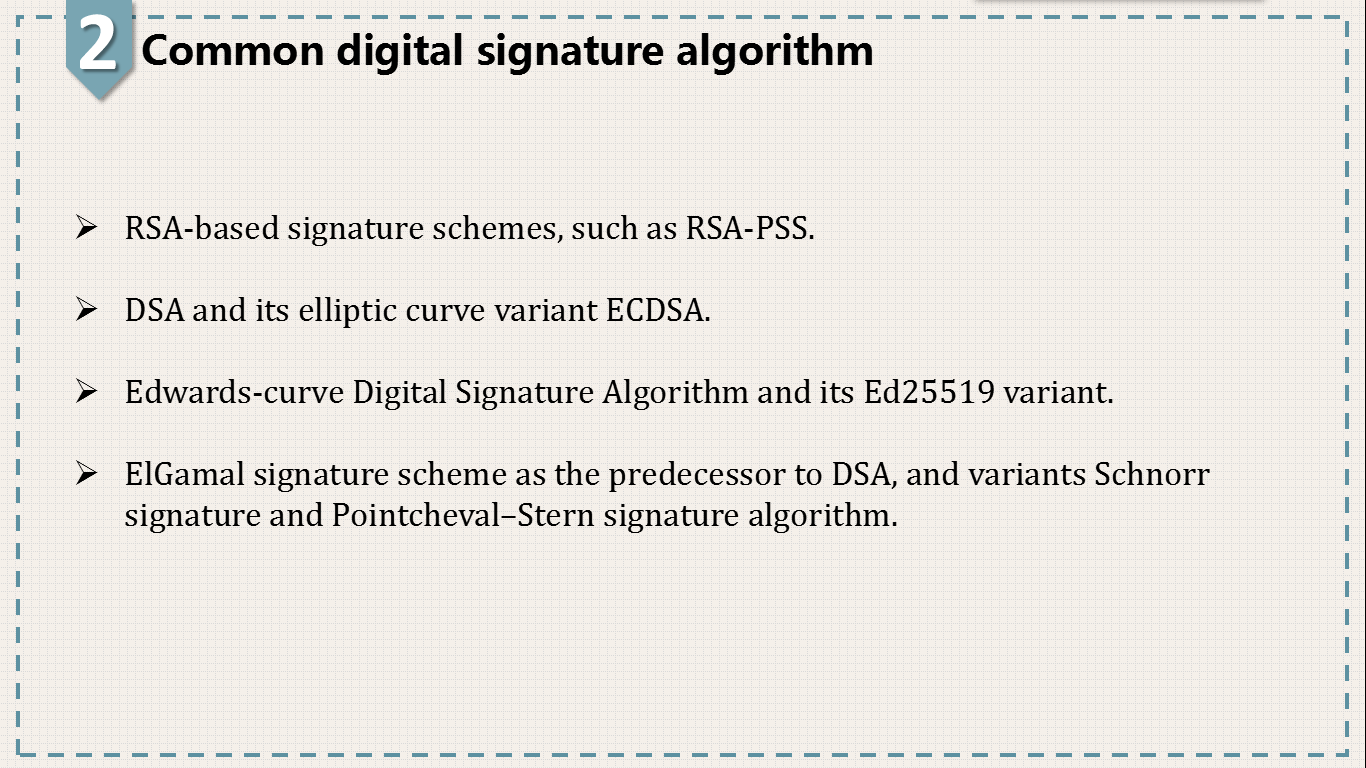 2 Common digital signature algorithm
➢ RSA-based signature schemes, such as RSA-PSS.
➢ DSA and its elliptic curve variant ECDSA.
➢ Edwards-curve Digital Signature Algorithm and its Ed25519 variant.
➢ ElGamal signature scheme as the predecessor to DSA, and variants Schnorr
signature and Pointcheval–Stern signature algorithm.